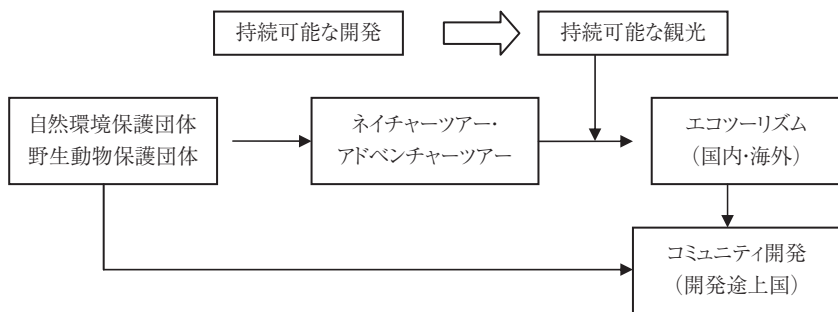 持続可能な開発
持続可能な観光
自然環境保護団体
野生動物保護団体
ネイチャーツアー・
アドベンチャーツアー
エコツーリズム
（国内・海外）
コミュニティ開発
（開発途上国）